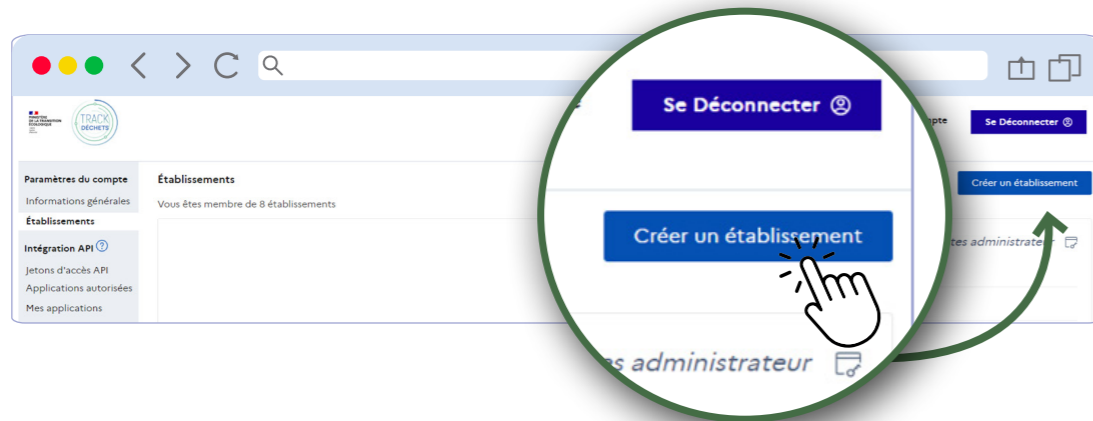 MINISTÈRE
DE LA TRANSITION
ÉCOLOGIQUE
TRACK
DÉCHETS
pte
Se Déconnecter
Se Déconnecter
Paramètres du compte
Établissements
Créer un établissement
Informations générales
Vous êtes membre de 8 établissements
Établissements
Créer un établissement
Intégration API ?
tes administrateur
Jetons d'accès API
Applications autorisées
Mes applications
es administrateur